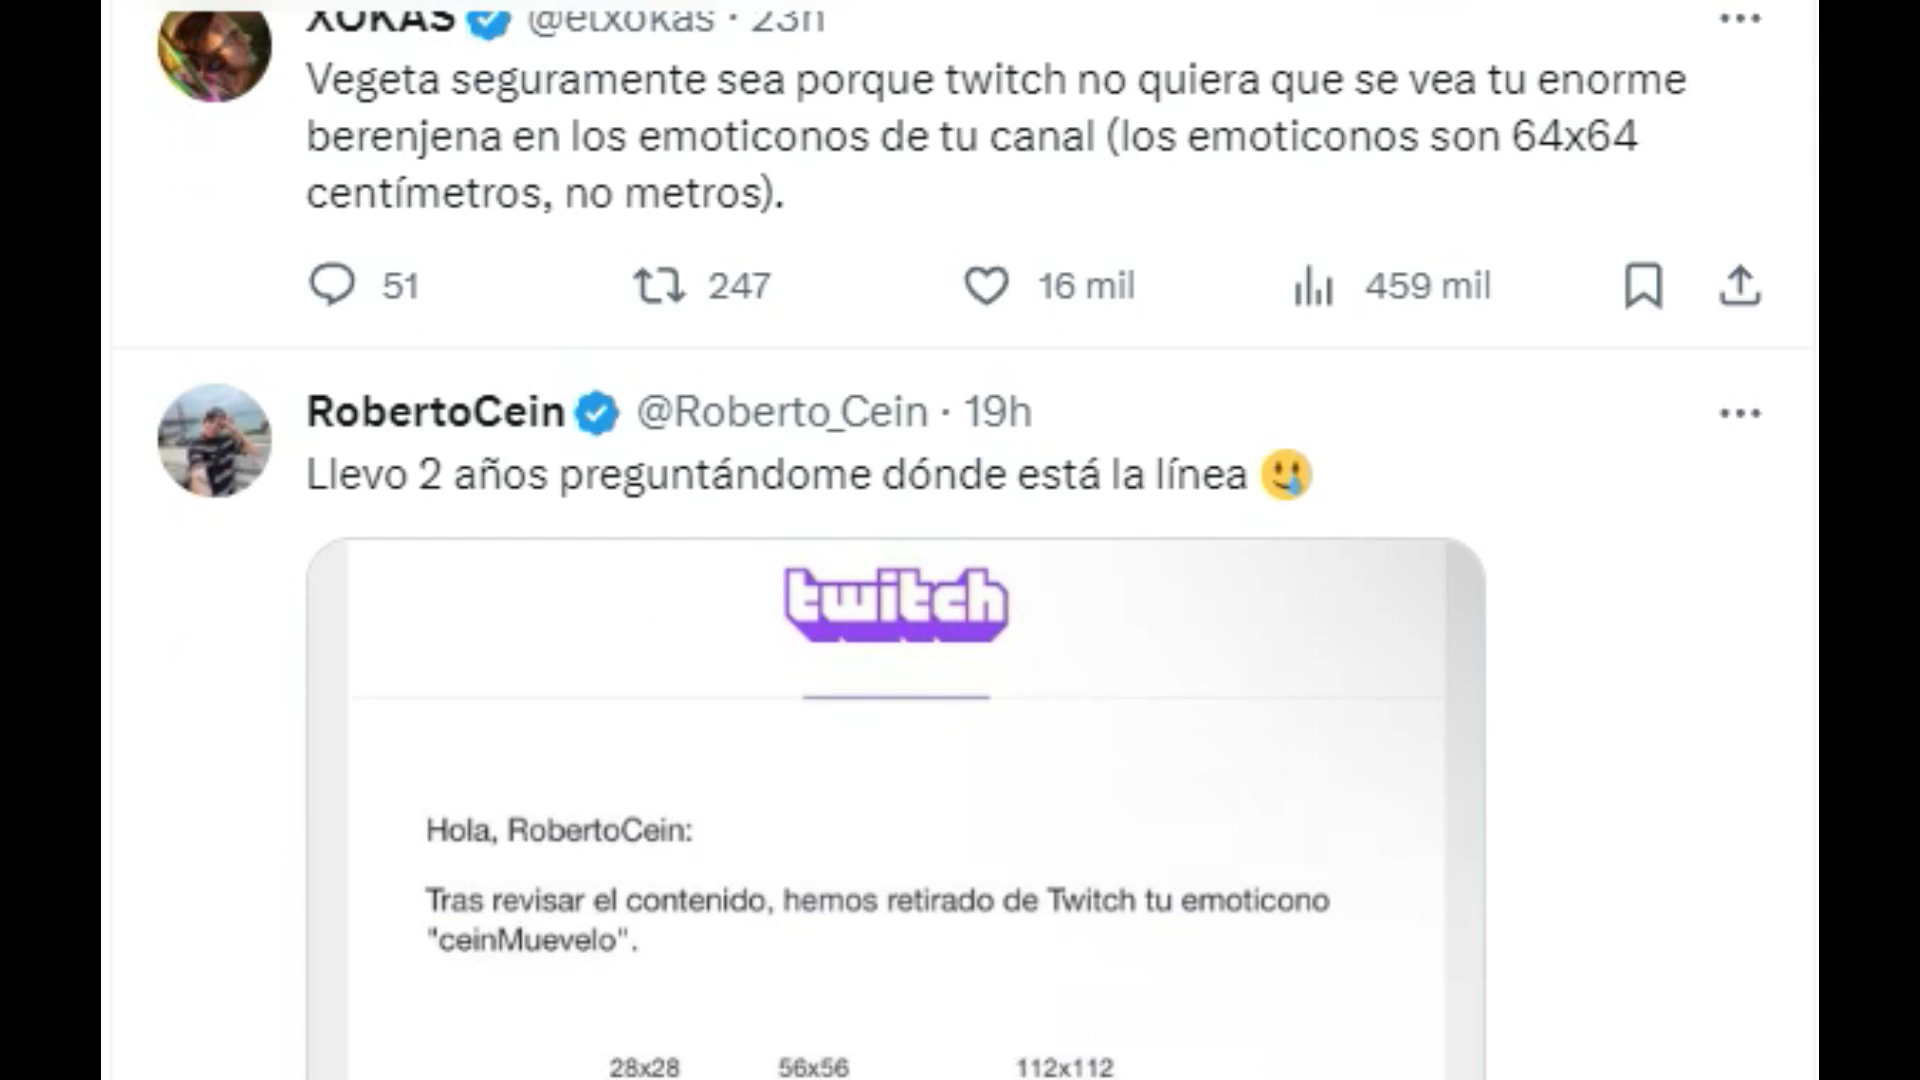 XOKAS @elxokas · 23h
Vegeta seguramente sea porque twitch no quiera que se vea tu enorme
berenjena en los emoticonos de tu canal (los emoticonos son 64x64
centímetros, no metros).
51 247 16 mil 459 mil
RobertoCein @Roberto_Cein · 19h
Llevo 2 años preguntándome dónde está la línea 🥲
twitch
Hola, RobertoCein:
Tras revisar el contenido, hemos retirado de Twitch tu emoticono
"ceinMuevelo".
28x28 56x56 112x112